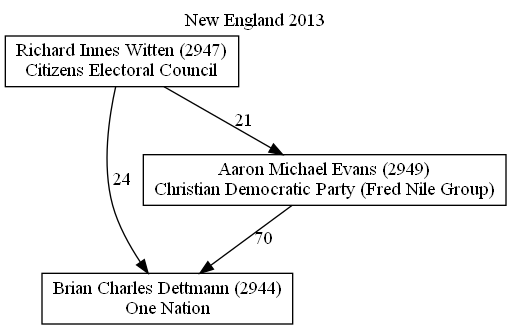 New England 2013
Richard Innes Witten (2947)
Citizens Electoral Council
21
Aaron Michael Evans (2949)
Christian Democratic Party (Fred Nile Group)
24
70
Brian Charles Dettmann (2944)
One Nation